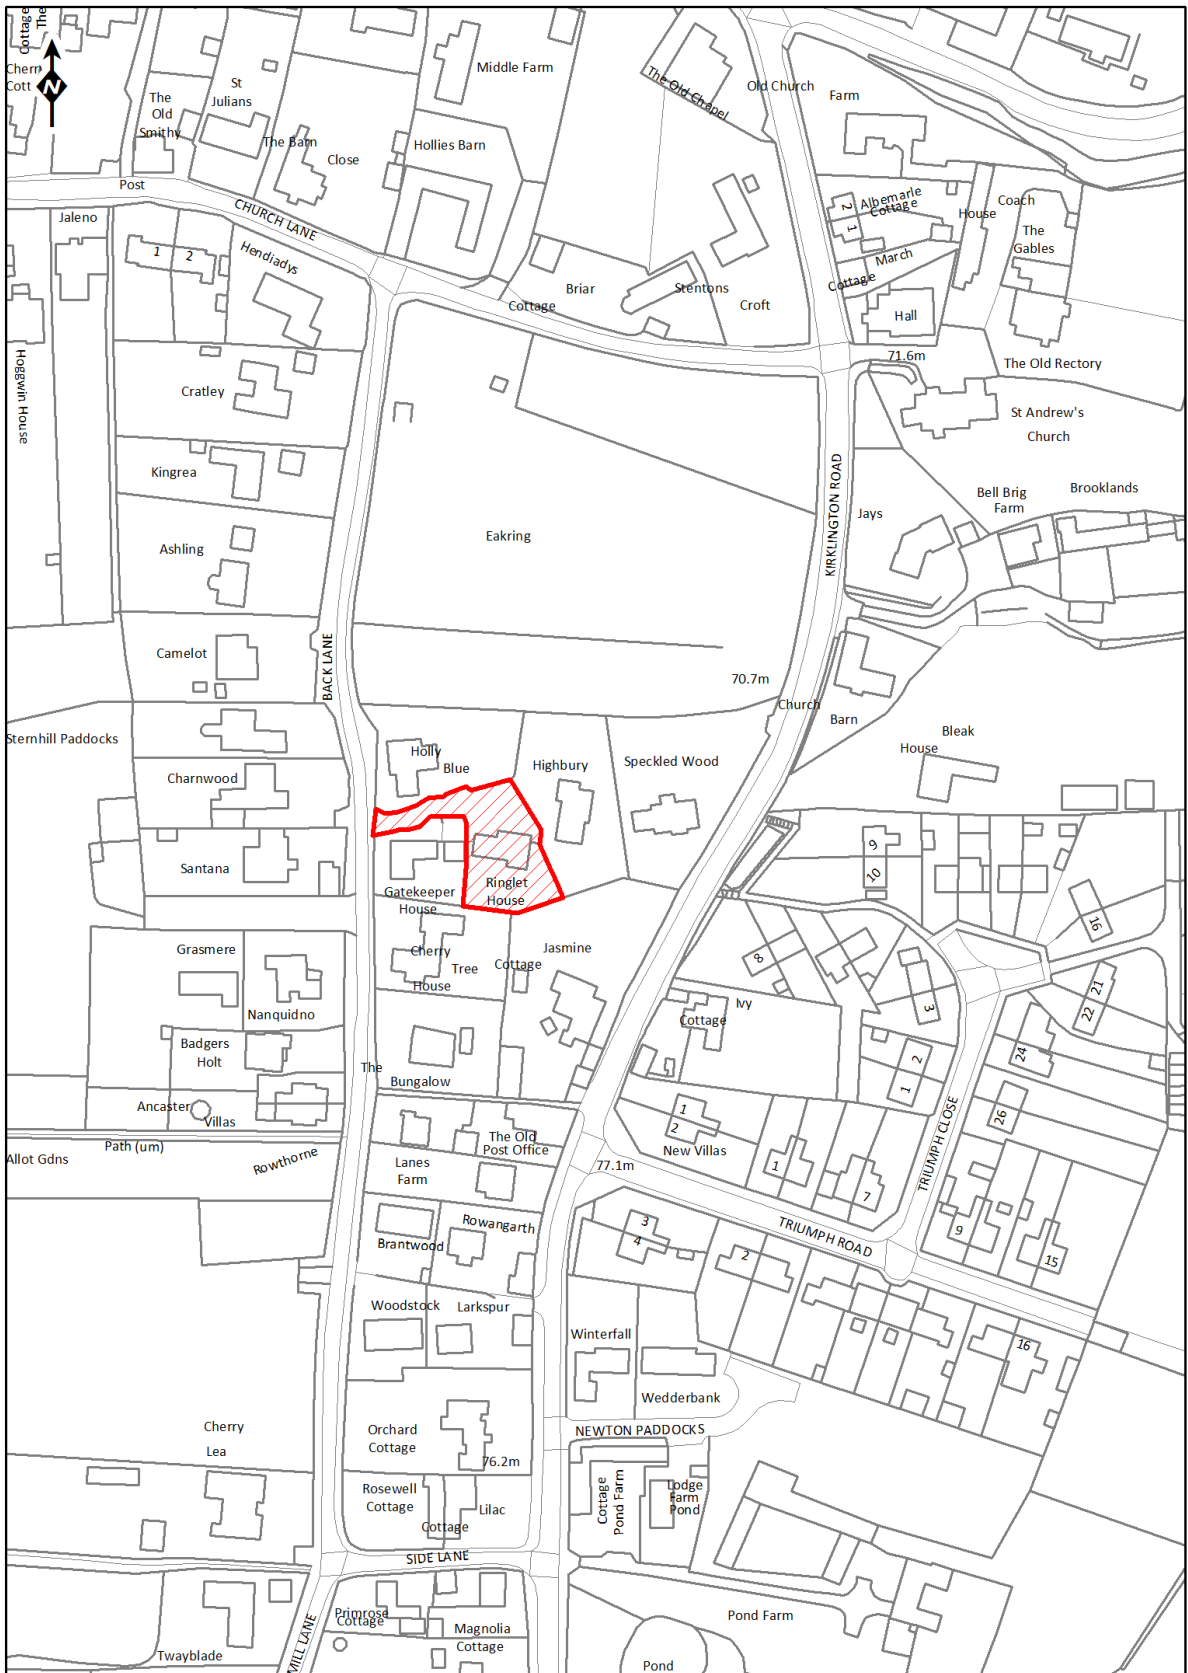 Cottage
The
Cherr
Cott
N
The
Old
Smithy
St
Julians
The Barn
Close
Middle Farm
Hollies Barn
The Old Chapel
Old Church
Farm
Post
CHURCH LANE
Jaleno
1
2
Hendiadys
2
1
Albemarle
Cottage
March
Cottage
House
Coach
The
Gables
Hall
Cottage
Briar
Stentons
Croft
71.6m
The Old Rectory
St Andrew's
Church
Hoggwin House
Cratley
Kingrea
Ashling
Camelot
BACK LANE
Eakring
KIRKLINGTON ROAD
Jays
Bell Brig
Farm
Brooklands
70.7m
Church
Barn
Bleak
House
Sternhill Paddocks
Charnwood
Santana
Holly
Blue
Highbury
Speckled Wood
Gatekeeper
House
Ringlet
House
9
10
16
Grasmere
Nanquidno
Cherry
Tree
House
Cottage
Jasmine
8
3
21
22
Ivy
Cottage
Badgers
Holt
The
Bungalow
2
1
24
26
Ancaster
Villas
Path (um)
Allot Gdns
Rowthorne
The Old
Post Office
Lanes
Farm
1
2
New Villas
77.1m
1
7
TRIUMPH CLOSE
9
15
Rowangarth
Brantwood
3
4
2
TRIUMPH ROAD
Woodstock
Larkspur
Winterfall
16
Wedderbank
Cherry
Lea
Orchard
Cottage
76.2m
NEWTON PADDOCKS
Rosewell
Cottage
Lilac
Cottage
Cottage
Pond Farm
Lodge
Farm
Pond
SIDE LANE
Primrose
Cottage
Magnolia
Cottage
MILL LANE
Twayblade
Pond Farm
Pond